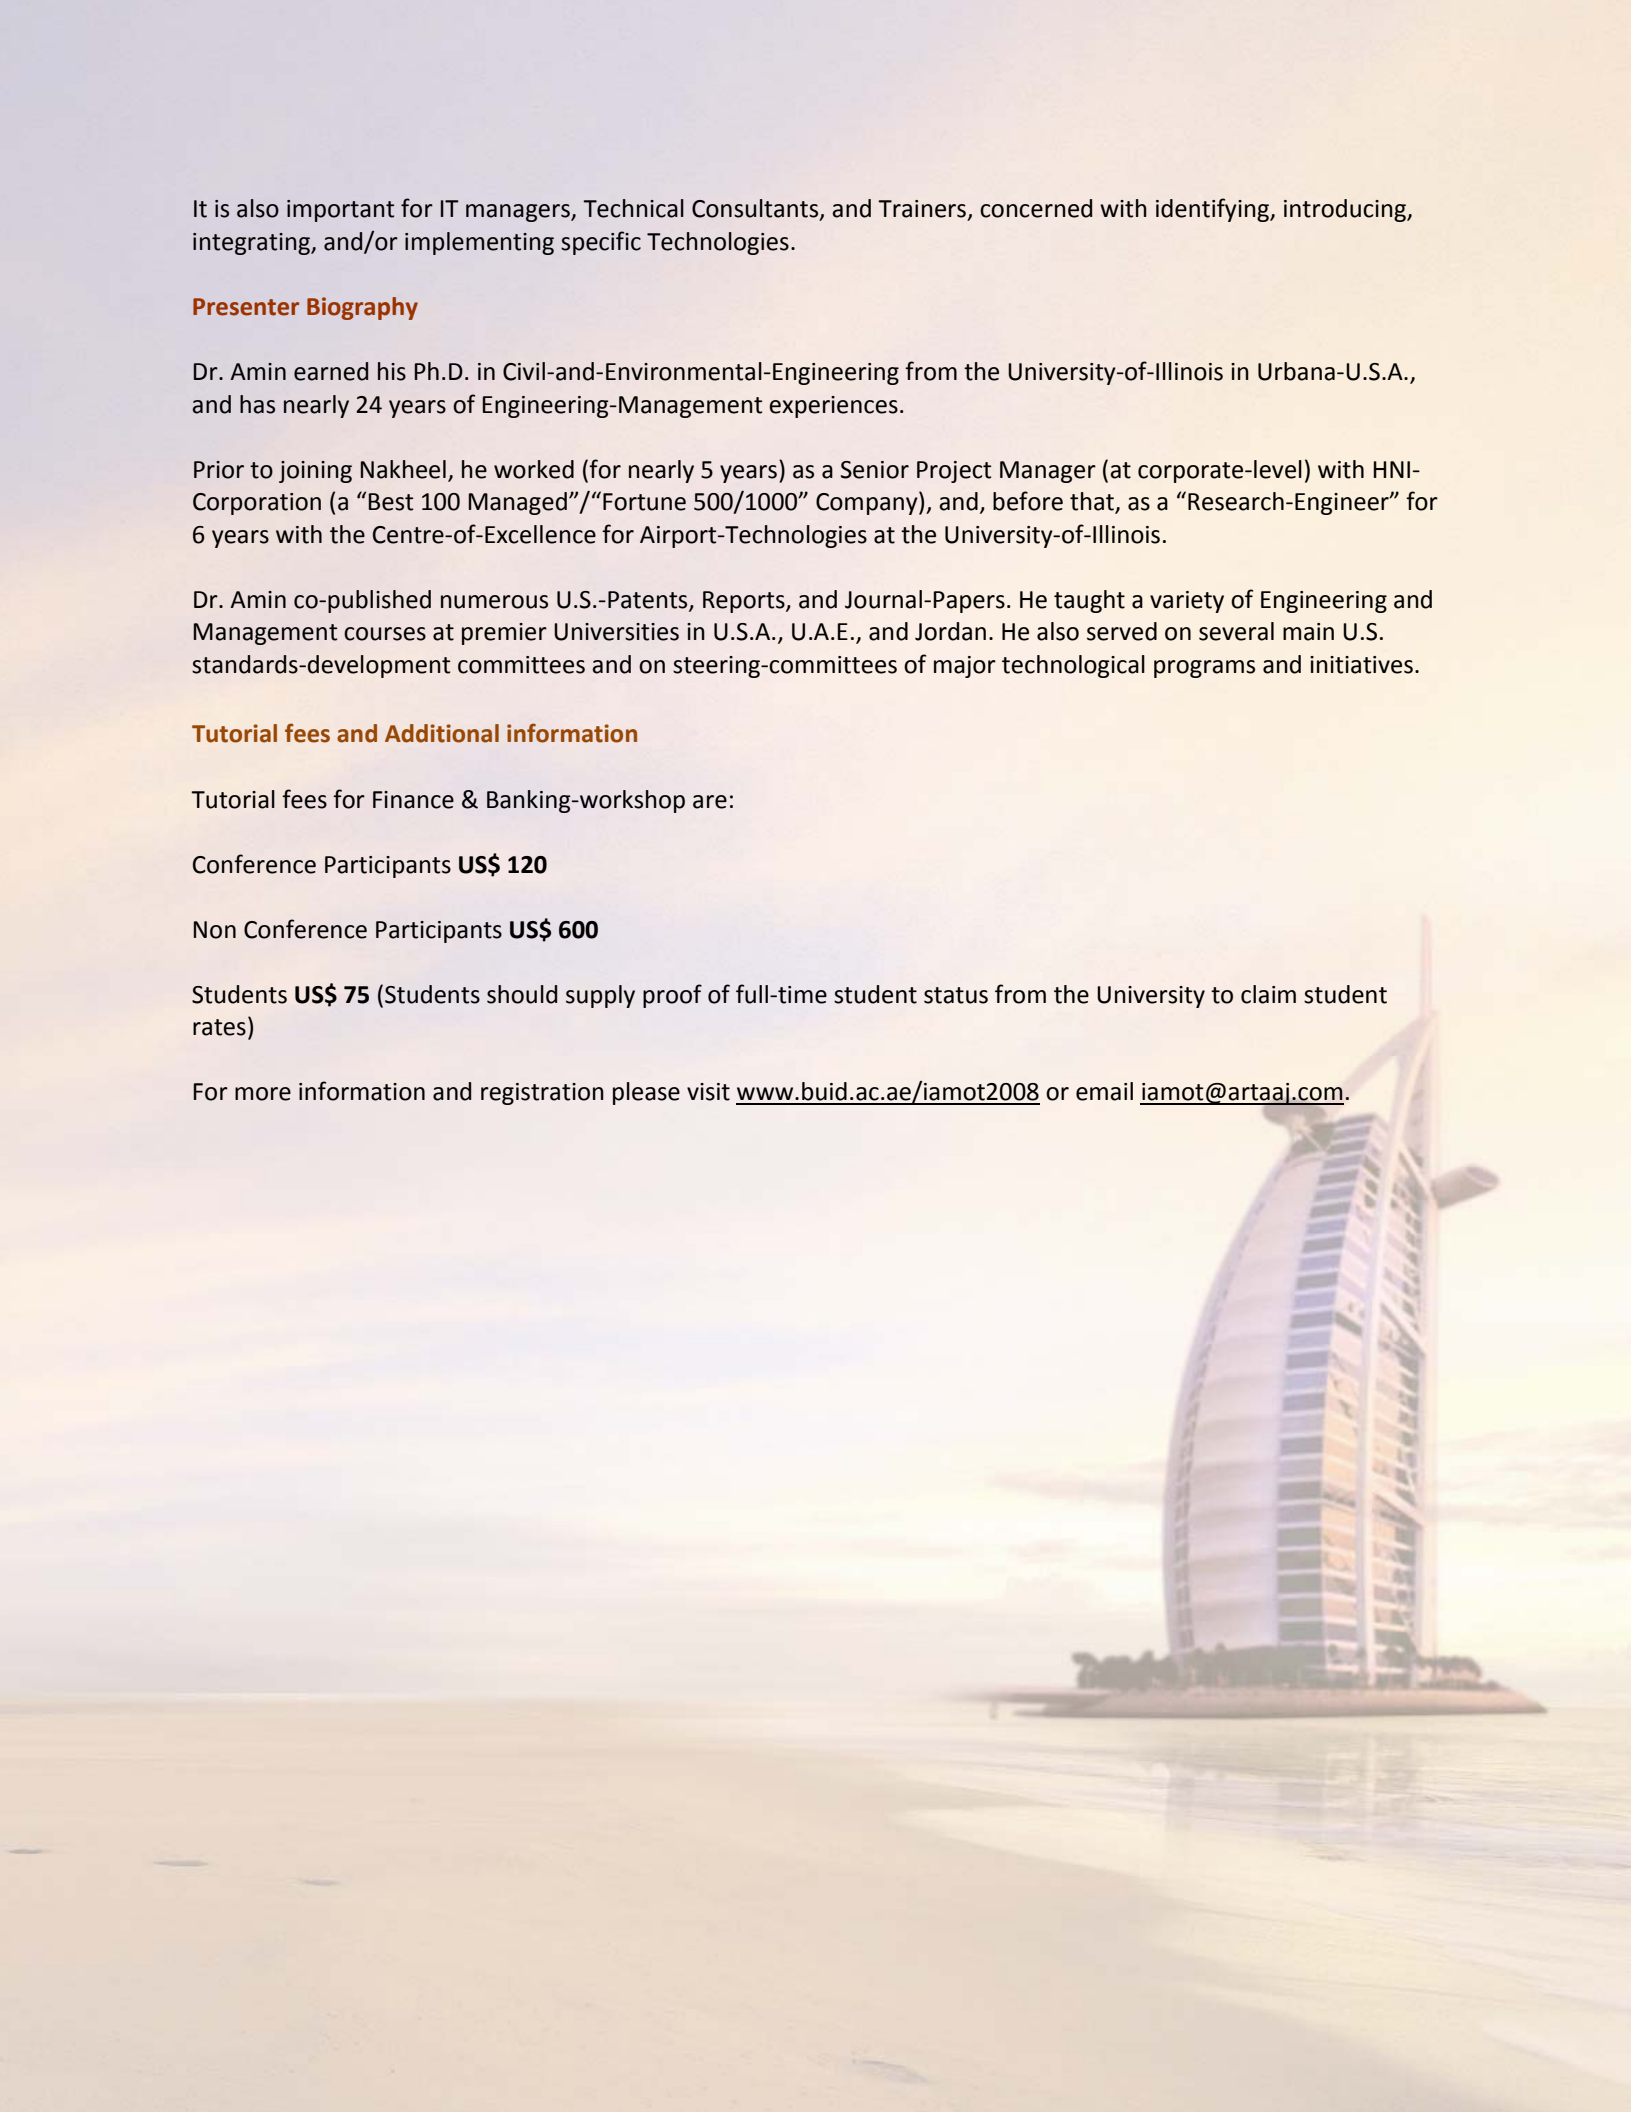 It is also important for IT managers, Technical Consultants, and Trainers, concerned with identifying, introducing,
integrating, and/or implementing specific Technologies.
Presenter Biography
Dr. Amin earned his Ph.D. in Civil-and-Environmental-Engineering from the University-of-Illinois in Urbana-U.S.A.,
and has nearly 24 years of Engineering-Management experiences.
Prior to joining Nakheel, he worked (for nearly 5 years) as a Senior Project Manager (at corporate-level) with HNI-
Corporation (a “Best 100 Managed”/“Fortune 500/1000” Company), and, before that, as a “Research-Engineer” for
6 years with the Centre-of-Excellence for Airport-Technologies at the University-of-Illinois.
Dr. Amin co-published numerous U.S.-Patents, Reports, and Journal-Papers. He taught a variety of Engineering and
Management courses at premier Universities in U.S.A., U.A.E., and Jordan. He also served on several main U.S.
standards-development committees and on steering-committees of major technological programs and initiatives.
Tutorial fees and Additional information
Tutorial fees for Finance & Banking-workshop are:
Conference Participants US$ 120
Non Conference Participants US$ 600
Students US$ 75 (Students should supply proof of full-time student status from the University to claim student
rates)
For more information and registration please visit www.buid.ac.ae/iamot2008 or email iamot@artaaj.com.